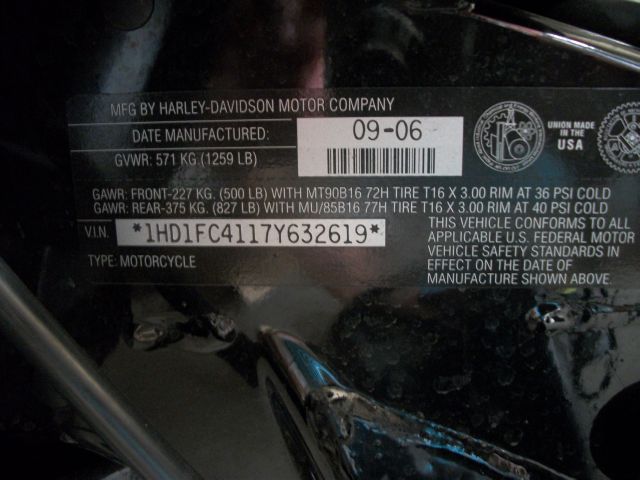 MFG BY HARLEY-DAVIDSON MOTOR COMPANY
DATE MANUFACTURED: 09-06
GVWR: 571 KG (1259 LB)
UNION MADE
IN THE
USA
GAWR: FRONT-227 KG. (500 LB) WITH MT90B16 72H TIRE T16 X 3.00 RIM AT 36 PSI COLD
GAWR: REAR-375 KG. (827 LB) WITH MU/85B16 77H TIRE T16 X 3.00 RIM AT 40 PSI COLD
V.I.N. *1HD1FC4117Y632619*
TYPE: MOTORCYCLE
THIS VEHICLE CONFORMS TO
APPLICABLE U.S. FEDERAL MOTOR
VEHICLE SAFETY STANDARDS IN
EFFECT ON THE DATE OF
MANUFACTURE SHOWN ABOVE.